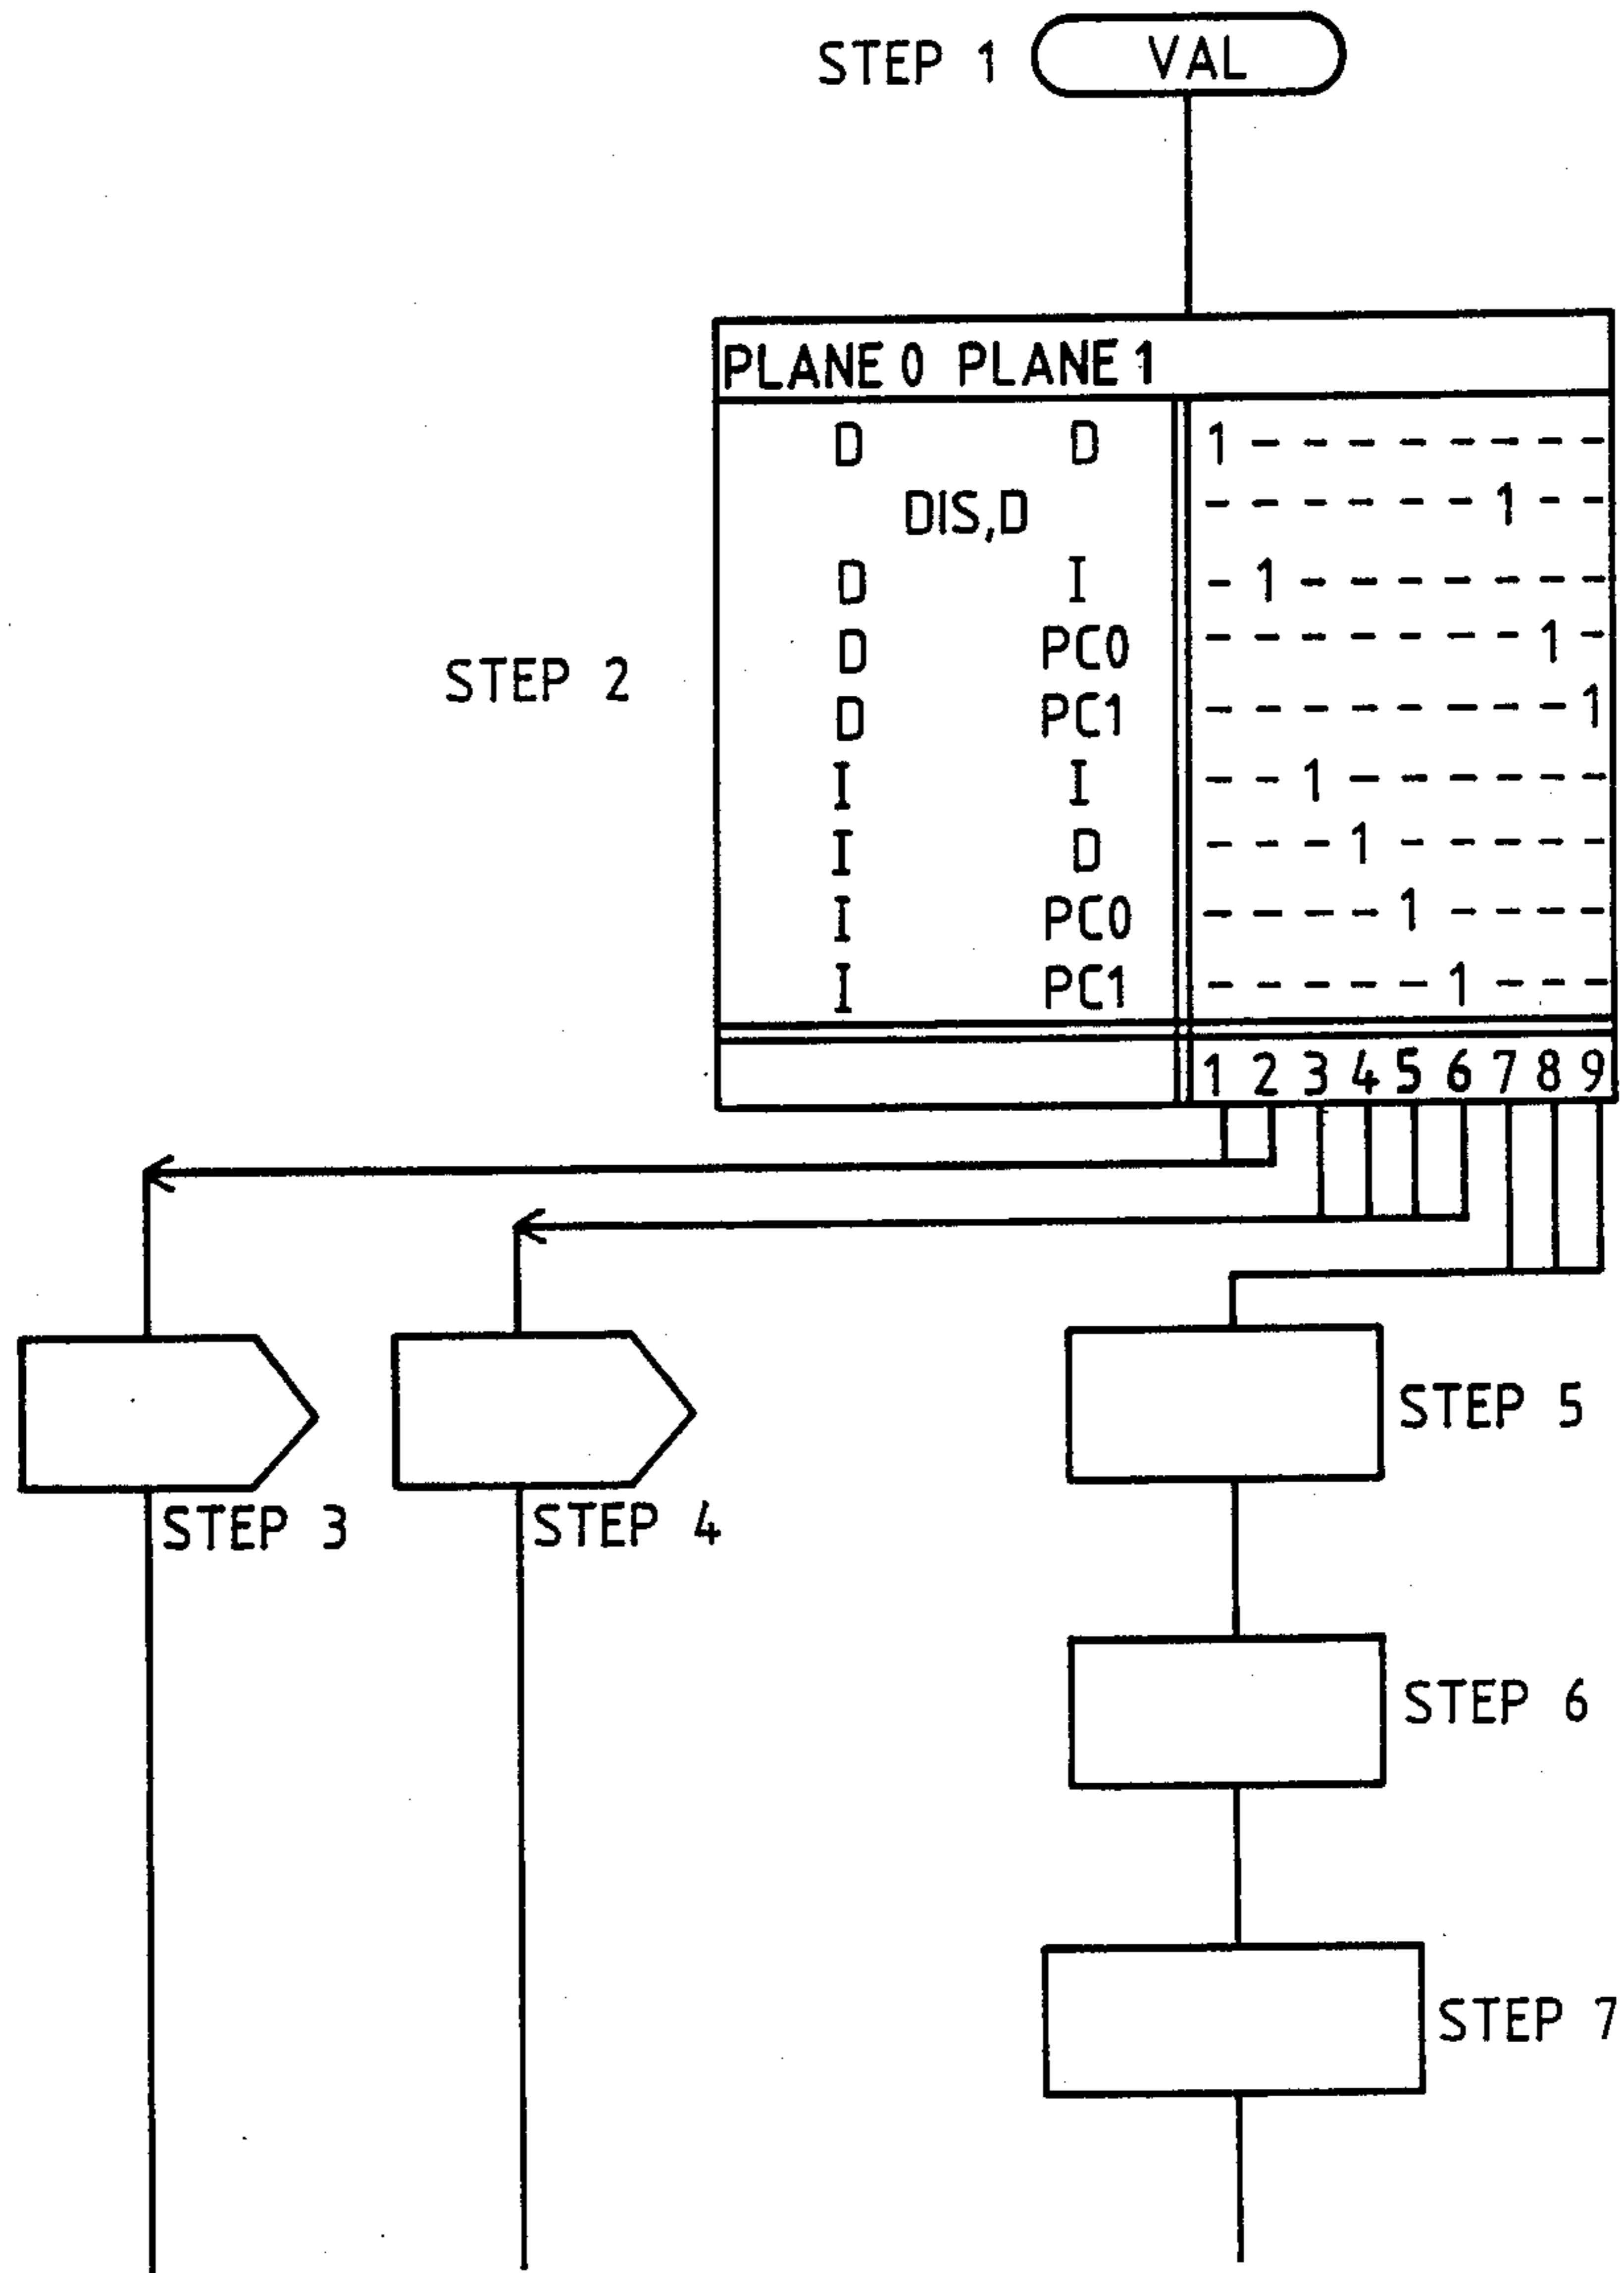 STEP 1 VAL
PLANE 0 PLANE 1
D D 1 - - - - - - - -
DIS,D - - - - - - 1 - -
D I - 1 - - - - - - -
STEP 2
D PC0 - - - - - - - 1 -
D PC1 - - - - - - - - 1
I I - - 1 - - - - - -
I D - - - 1 - - - - -
I PC0 - - - - 1 - - - -
I PC1 - - - - - 1 - - -
1 2 3 4 5 6 7 8 9
STEP 5
STEP 3 STEP 4
STEP 6
STEP 7